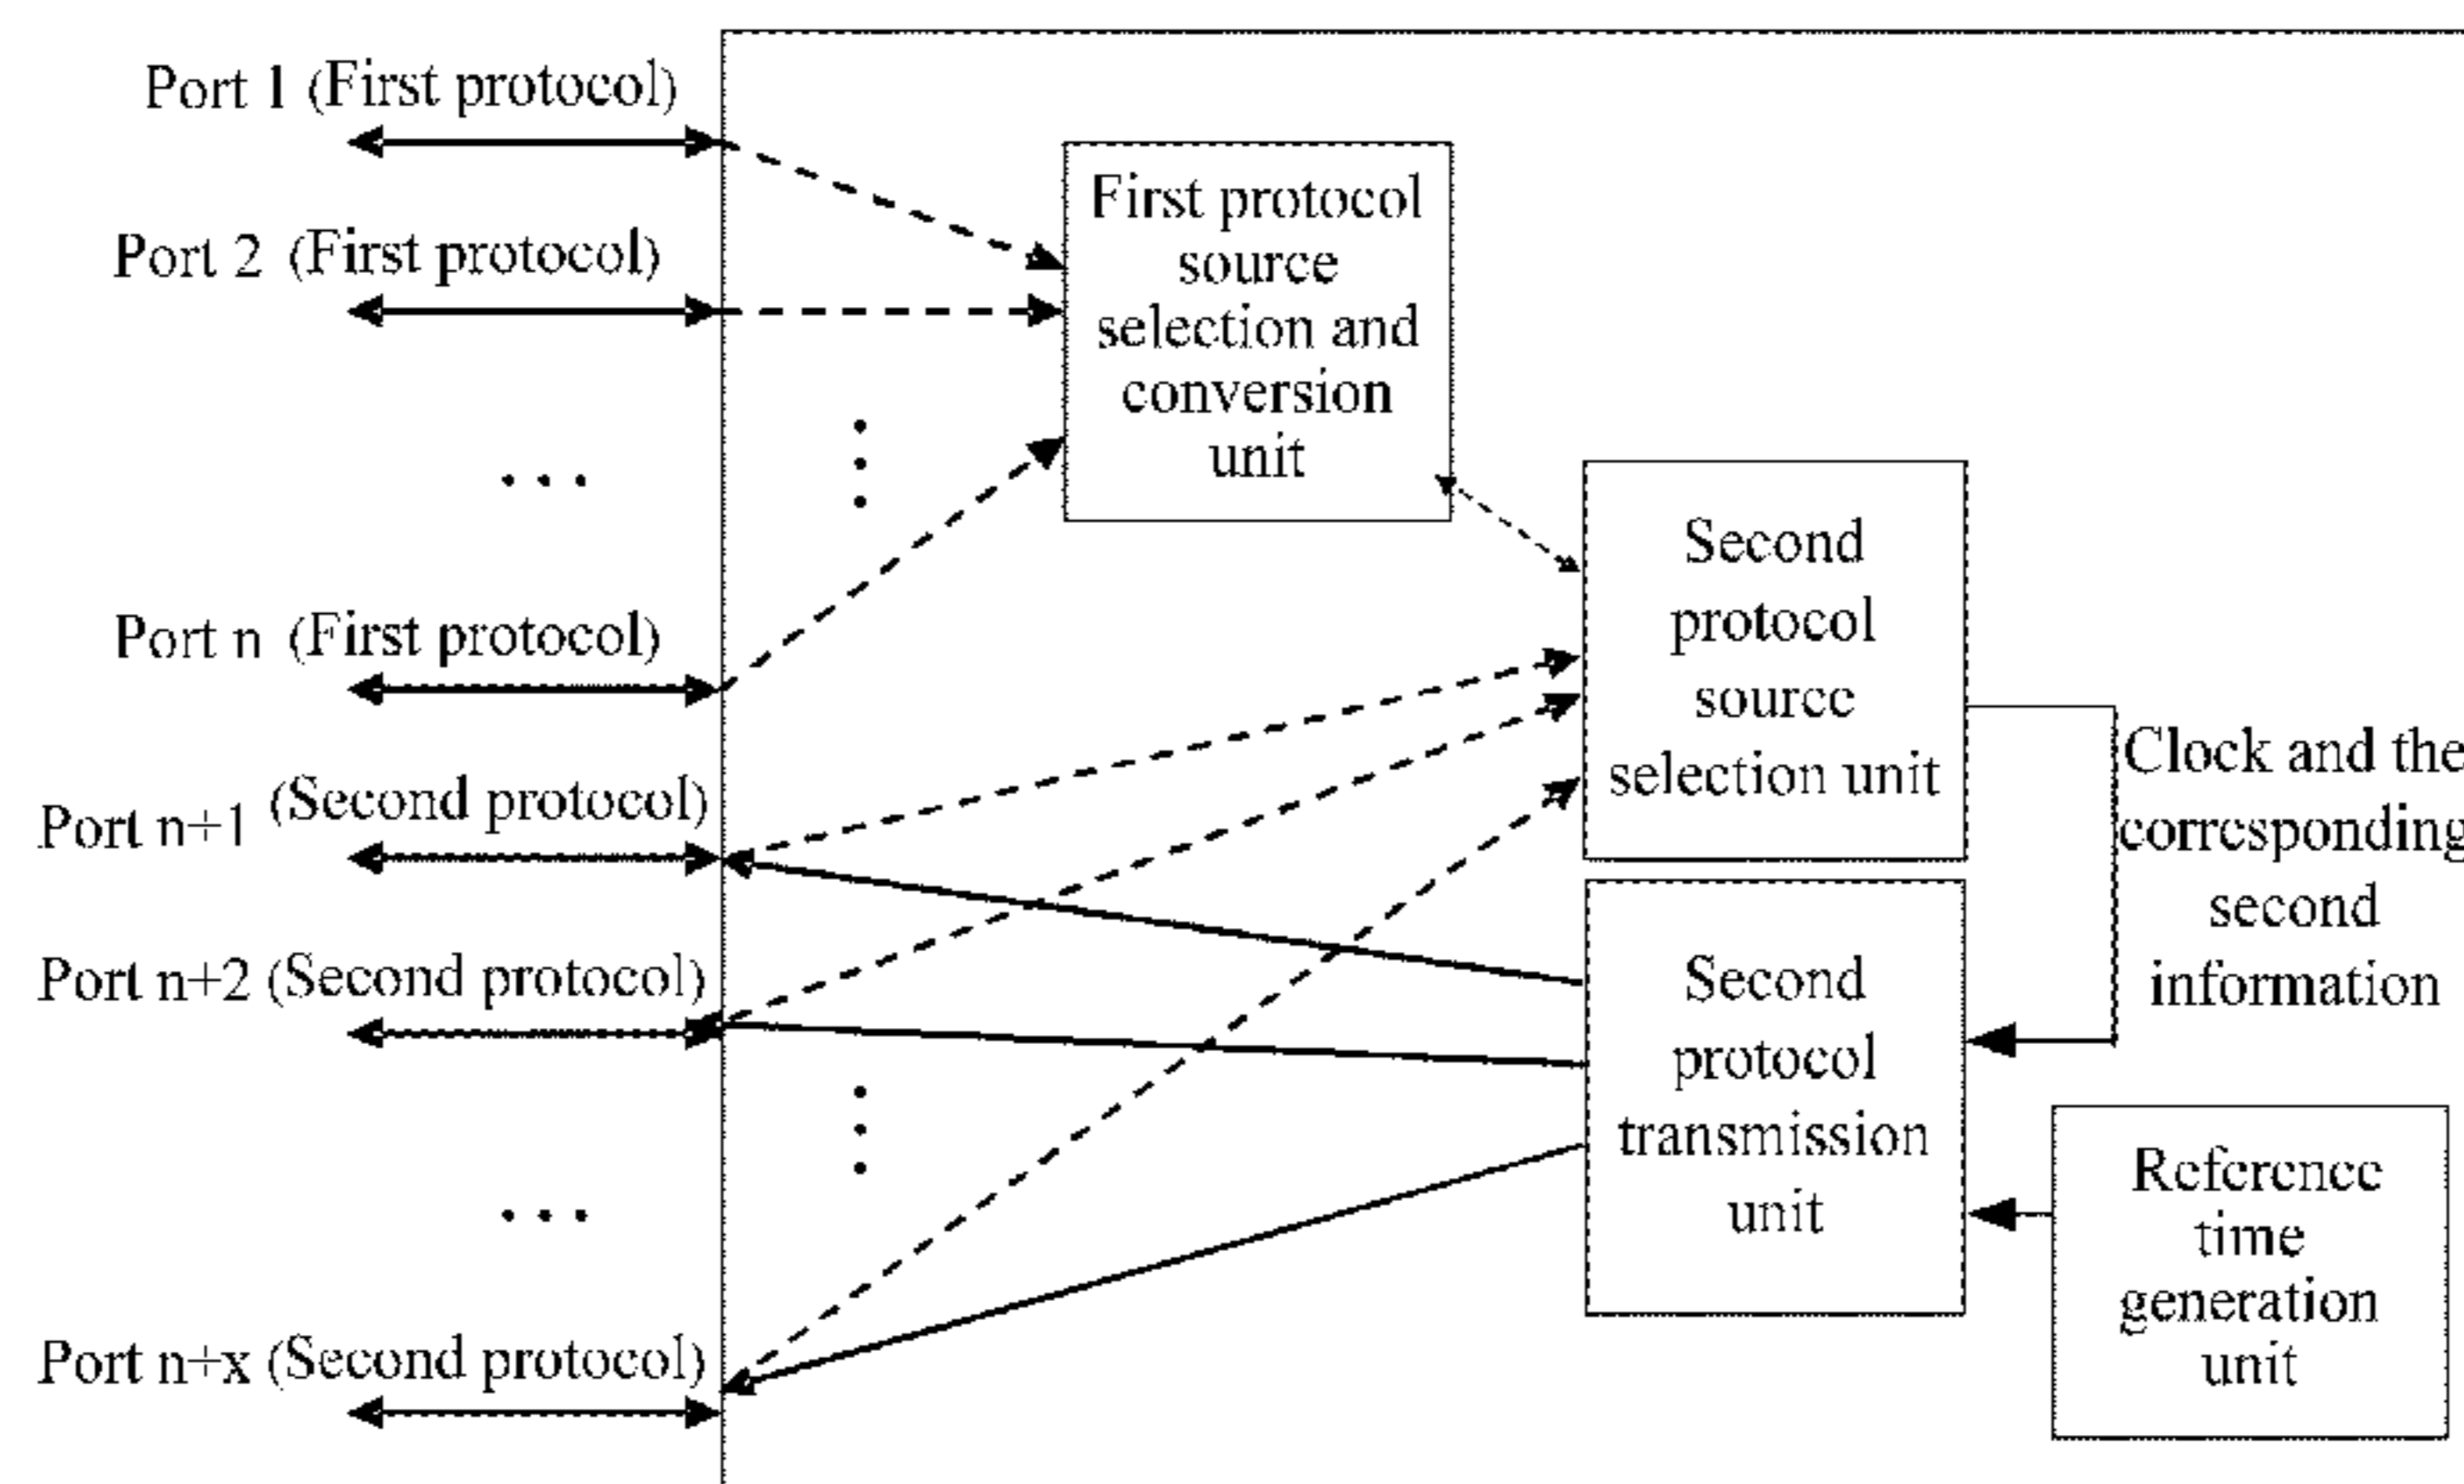 Port 1 (First protocol)
Port 2 (First protocol)
...
Port n (First protocol)
Port n+1 (Second protocol)
Port n+2 (Second protocol)
...
Port n+x (Second protocol)
First protocol
source
selection and
conversion
unit
Second
protocol
source
selection unit
Clock and the
corresponding
second
information
Second
protocol
transmission
unit
Reference
time
generation
unit